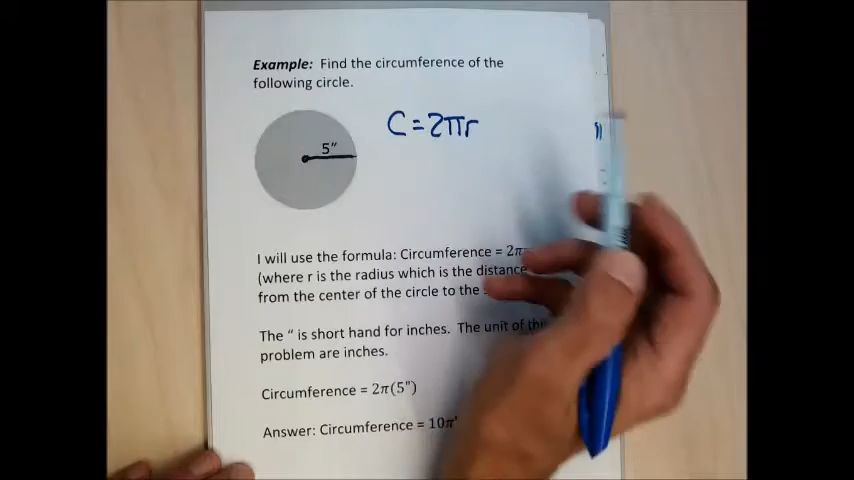 Example: Find the circumference of the
following circle.
C = 2πr
5"
I will use the formula: Circumference = 2π
(where r is the radius which is the distance
from the center of the circle to the
The " is short hand for inches. The unit of
problem are inches.
Circumference = 2π(5")
Answer: Circumference = 10π"